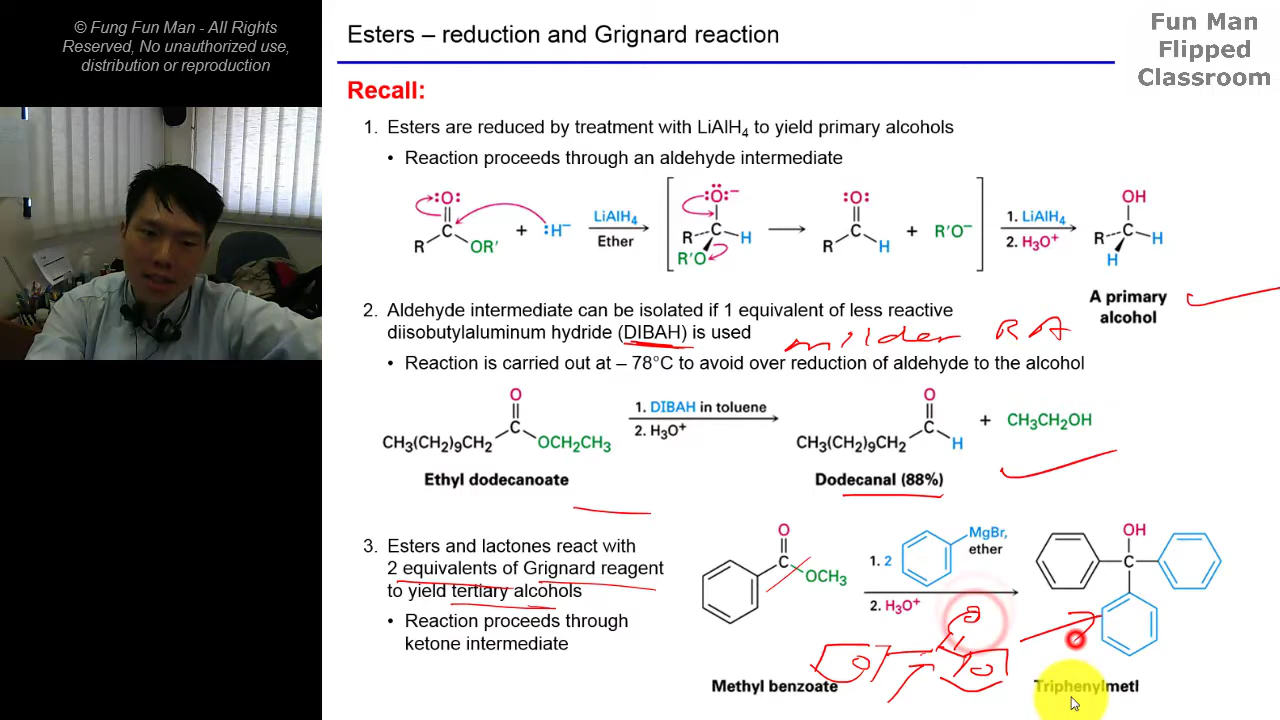 © Fung Fun Man - All Rights
Reserved, No unauthorized use,
distribution or reproduction
Esters – reduction and Grignard reaction
Fun Man
Flipped
Classroom
Recall:
1. Esters are reduced by treatment with LiAlH₄ to yield primary alcohols
• Reaction proceeds through an aldehyde intermediate
:O: :Ö:⁻ :O: OH
R C OR' + :H⁻ LiAlH₄ Ether R C H R'O R C H + R'O⁻ 1. LiAlH₄ 2. H₃O⁺ R C H H
A primary
alcohol
2. Aldehyde intermediate can be isolated if 1 equivalent of less reactive
diisobutylaluminum hydride (DIBAH) is used
milder RA
• Reaction is carried out at – 78°C to avoid over reduction of aldehyde to the alcohol
O O
CH₃(CH₂)₉CH₂ C OCH₂CH₃ 1. DIBAH in toluene 2. H₃O⁺ CH₃(CH₂)₉CH₂ C H + CH₃CH₂OH
Ethyl dodecanoate Dodecanal (88%)
3. Esters and lactones react with
2 equivalents of Grignard reagent
to yield tertiary alcohols
• Reaction proceeds through
ketone intermediate
O C OCH₃ 1. 2 MgBr, ether 2. H₃O⁺ OH C
Methyl benzoate Triphenylmetl